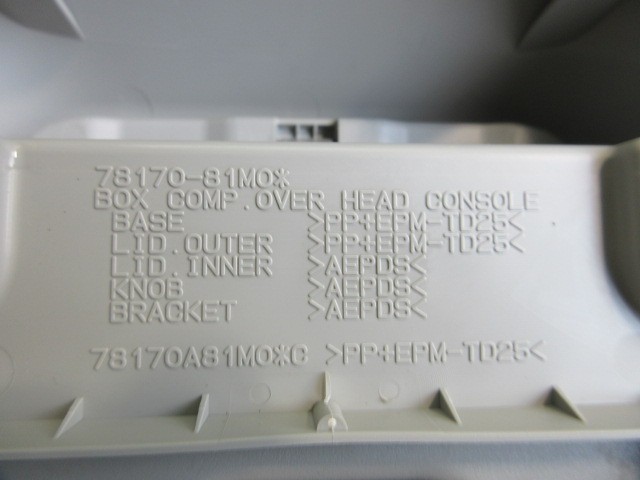 78170-81M0*
BOX COMP.OVER HEAD CONSOLE
BASE >PP+EPM-TD25<
LID.OUTER >PP+EPM-TD25<
LID.INNER >AEPDS<
KNOB >AEPDS<
BRACKET >AEPDS<
78170A81M0*C >PP+EPM-TD25<